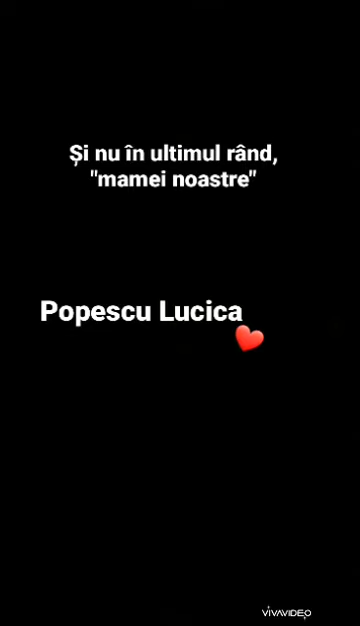 Și nu în ultimul rând,
"mamei noastre"
Popescu Lucica
VIVAVIDEO